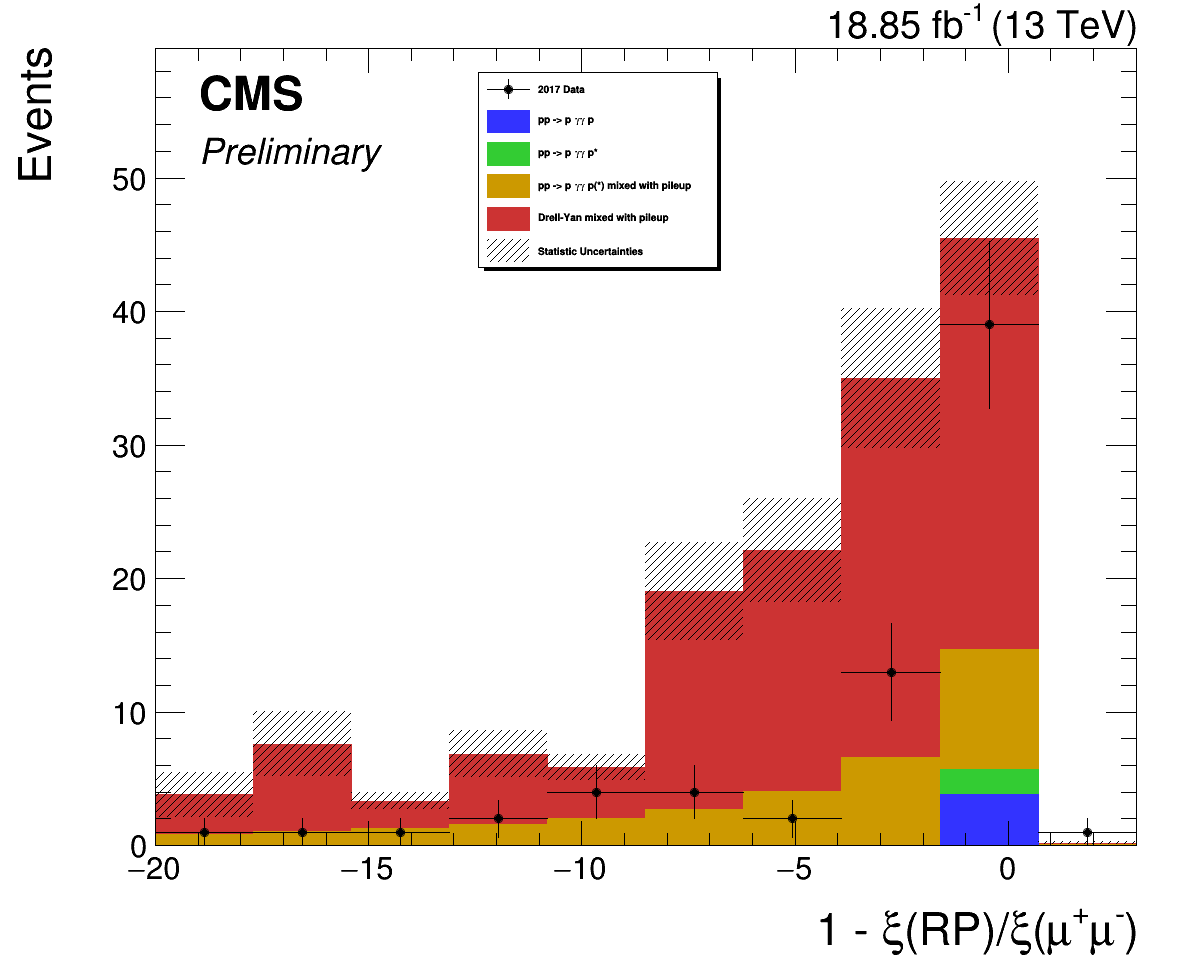 18.85 fb⁻¹ (13 TeV)
Events
CMS
Preliminary
2017 Data
pp -> p γγ p
pp -> p γγ p*
pp -> p γγ p(*) mixed with pileup
Drell-Yan mixed with pileup
Statistic Uncertainties
50
40
30
20
10
0
−20 −15 −10 −5 0
1 - ξ(RP)/ξ(μ⁺μ⁻)